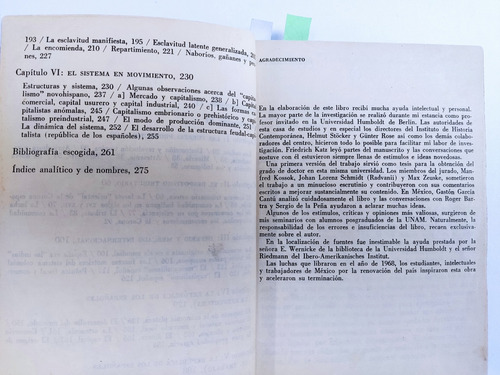 193 / La esclavitud manifiesta, 195 / Esclavitud latente generalizada,
/ La encomienda, 210 / Repartimiento, 221 / Naborios, gañanes y
nes, 227
Capítulo VI: EL SISTEMA EN MOVIMIENTO, 230
Estructuras y sistema, 230 / Algunas observaciones acerca del "capita-
lismo" novohispano, 237 / a] Mercado y capitalismo, 238 / b] Capital
comercial, capital usurero y capital industrial, 240 / c] Las formas ca-
pitalistas anómalas, 245 / Capitalismo embrionario o prehistórico y capi-
talismo preindustrial, 247 / El modo de producción dominante, 251
La dinámica del sistema, 252 / El desarrollo de la estructura feudal-capi-
talista (república de los españoles), 255
Bibliografía escogida, 261
Índice analítico y de nombres, 275
AGRADECIMIENTO
En la elaboración de este libro recibí mucha ayuda intelectual y personal.
La mayor parte de la investigación se realizó durante mi estancia como pro-
fesor invitado en la Universidad Humboldt de Berlín. Las autoridades de
esta casa de estudios y en especial los directores del Instituto de Historia
Contemporánea, Helmut Stöcker y Günter Rose así como los demás colabo-
radores del centro, hicieron todo lo posible para facilitar mi labor de inves-
tigación. Friedrich Katz leyó partes del manuscrito y las conversaciones que
sostuve con él estuvieron siempre llenas de estímulos e ideas novedosas.
Una primera versión del trabajo sirvió como tesis para la obtención del
grado de doctor en esta misma universidad. Los miembros del jurado, Man-
fred Kossok, Johan Lorenz Schmidt (Radvanii) y Max Zeuske, sometieron
el trabajo a un minucioso escrutinio y contribuyeron con sus comentarios
escritos a mejorar sustancialmente su contenido. En México, Gastón García
Cantú analizó cuidadosamente el libro y las conversaciones con Roger Bar-
tra y Sergio de la Peña ayudaron a aclarar muchas ideas.
Algunos de los estímulos, críticas y opiniones más valiosas, surgieron de
mis seminarios con alumnos posgraduados de la UNAM. Naturalmente, la
responsabilidad de los errores e insuficiencias del libro, recaen exclusiva-
mente sobre el autor.
En la localización de fuentes fue inestimable la ayuda prestada por la
señora E. Wernicke de la biblioteca de la Universidad Humboldt y el señor
Riedmann del Ibero-Amerikanisches Institut.
Las luchas que libraron en el año de 1968, los estudiantes, intelectuales
y trabajadores de México por la renovación del país inspiraron esta obra
y aceleraron su terminación.